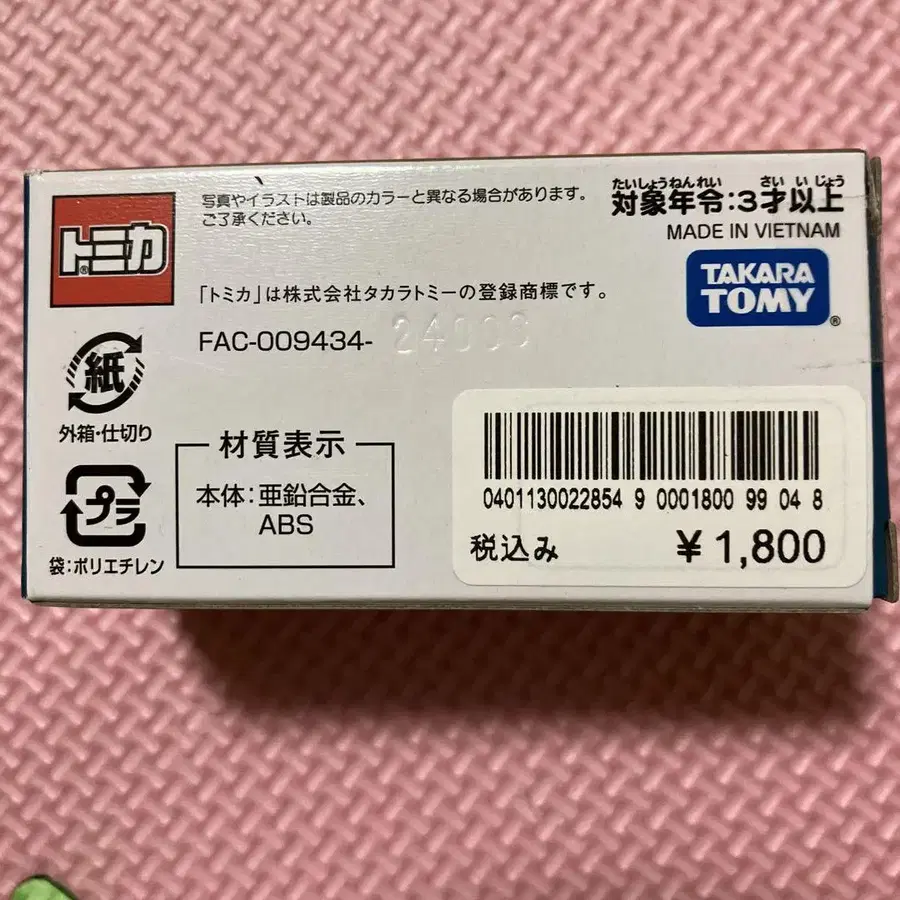 トミカ
®
写真やイラストは製品のカラーと異なる場合があります。
ご了承ください。
たいしょうねんれい さい いじょう
対象年令:3才以上
MADE IN VIETNAM
TAKARA
TOMY
®
「トミカ」は株式会社タカラトミーの登録商標です。
FAC-009434-
紙
外箱・仕切り
プラ
袋:ポリエチレン
材質表示
本体:亜鉛合金、
ABS
0401130022854 9 0001800 99 04 8
税込み ¥1,800